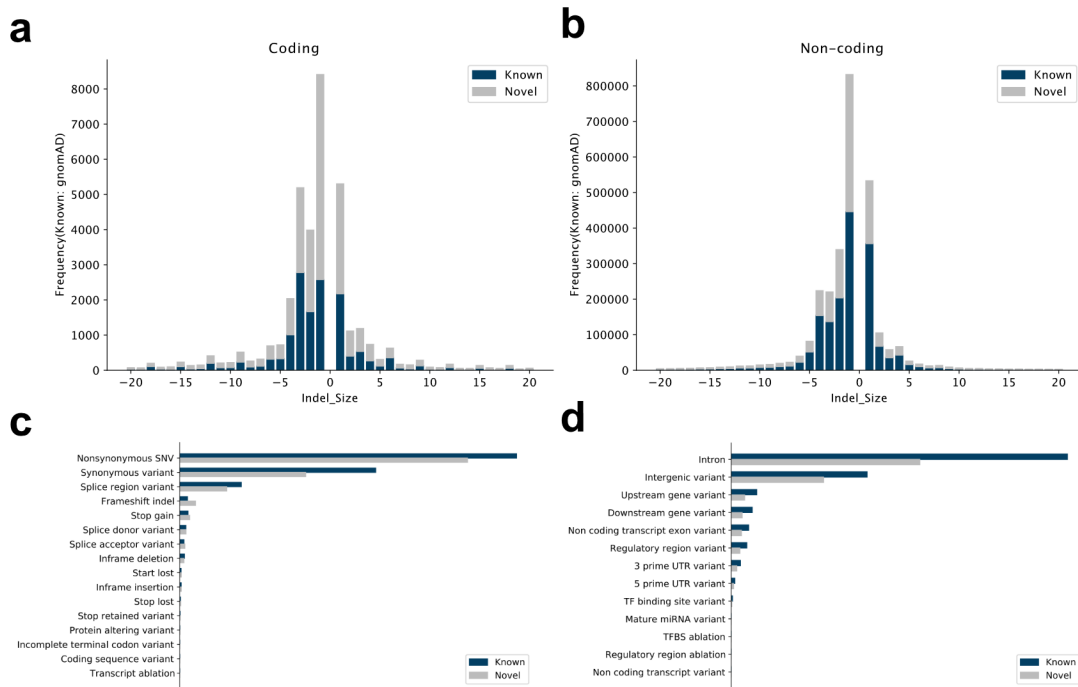 a
Coding
Known
Novel
Frequency(Known: gnomAD)
8000
7000
6000
5000
4000
3000
2000
1000
0
−20 −15 −10 −5 0 5 10 15 20
Indel_Size
b
Non-coding
Known
Novel
Frequency(Known: gnomAD)
800000
700000
600000
500000
400000
300000
200000
100000
0
−20 −15 −10 −5 0 5 10 15 20
Indel_Size
c
Nonsynonymous SNV
Synonymous variant
Splice region variant
Frameshift indel
Stop gain
Splice donor variant
Splice acceptor variant
Inframe deletion
Start lost
Inframe insertion
Stop lost
Stop retained variant
Protein altering variant
Incomplete terminal codon variant
Coding sequence variant
Transcript ablation
Known
Novel
d
Intron
Intergenic variant
Upstream gene variant
Downstream gene variant
Non coding transcript exon variant
Regulatory region variant
3 prime UTR variant
5 prime UTR variant
TF binding site variant
Mature miRNA variant
TFBS ablation
Regulatory region ablation
Non coding transcript variant
Known
Novel